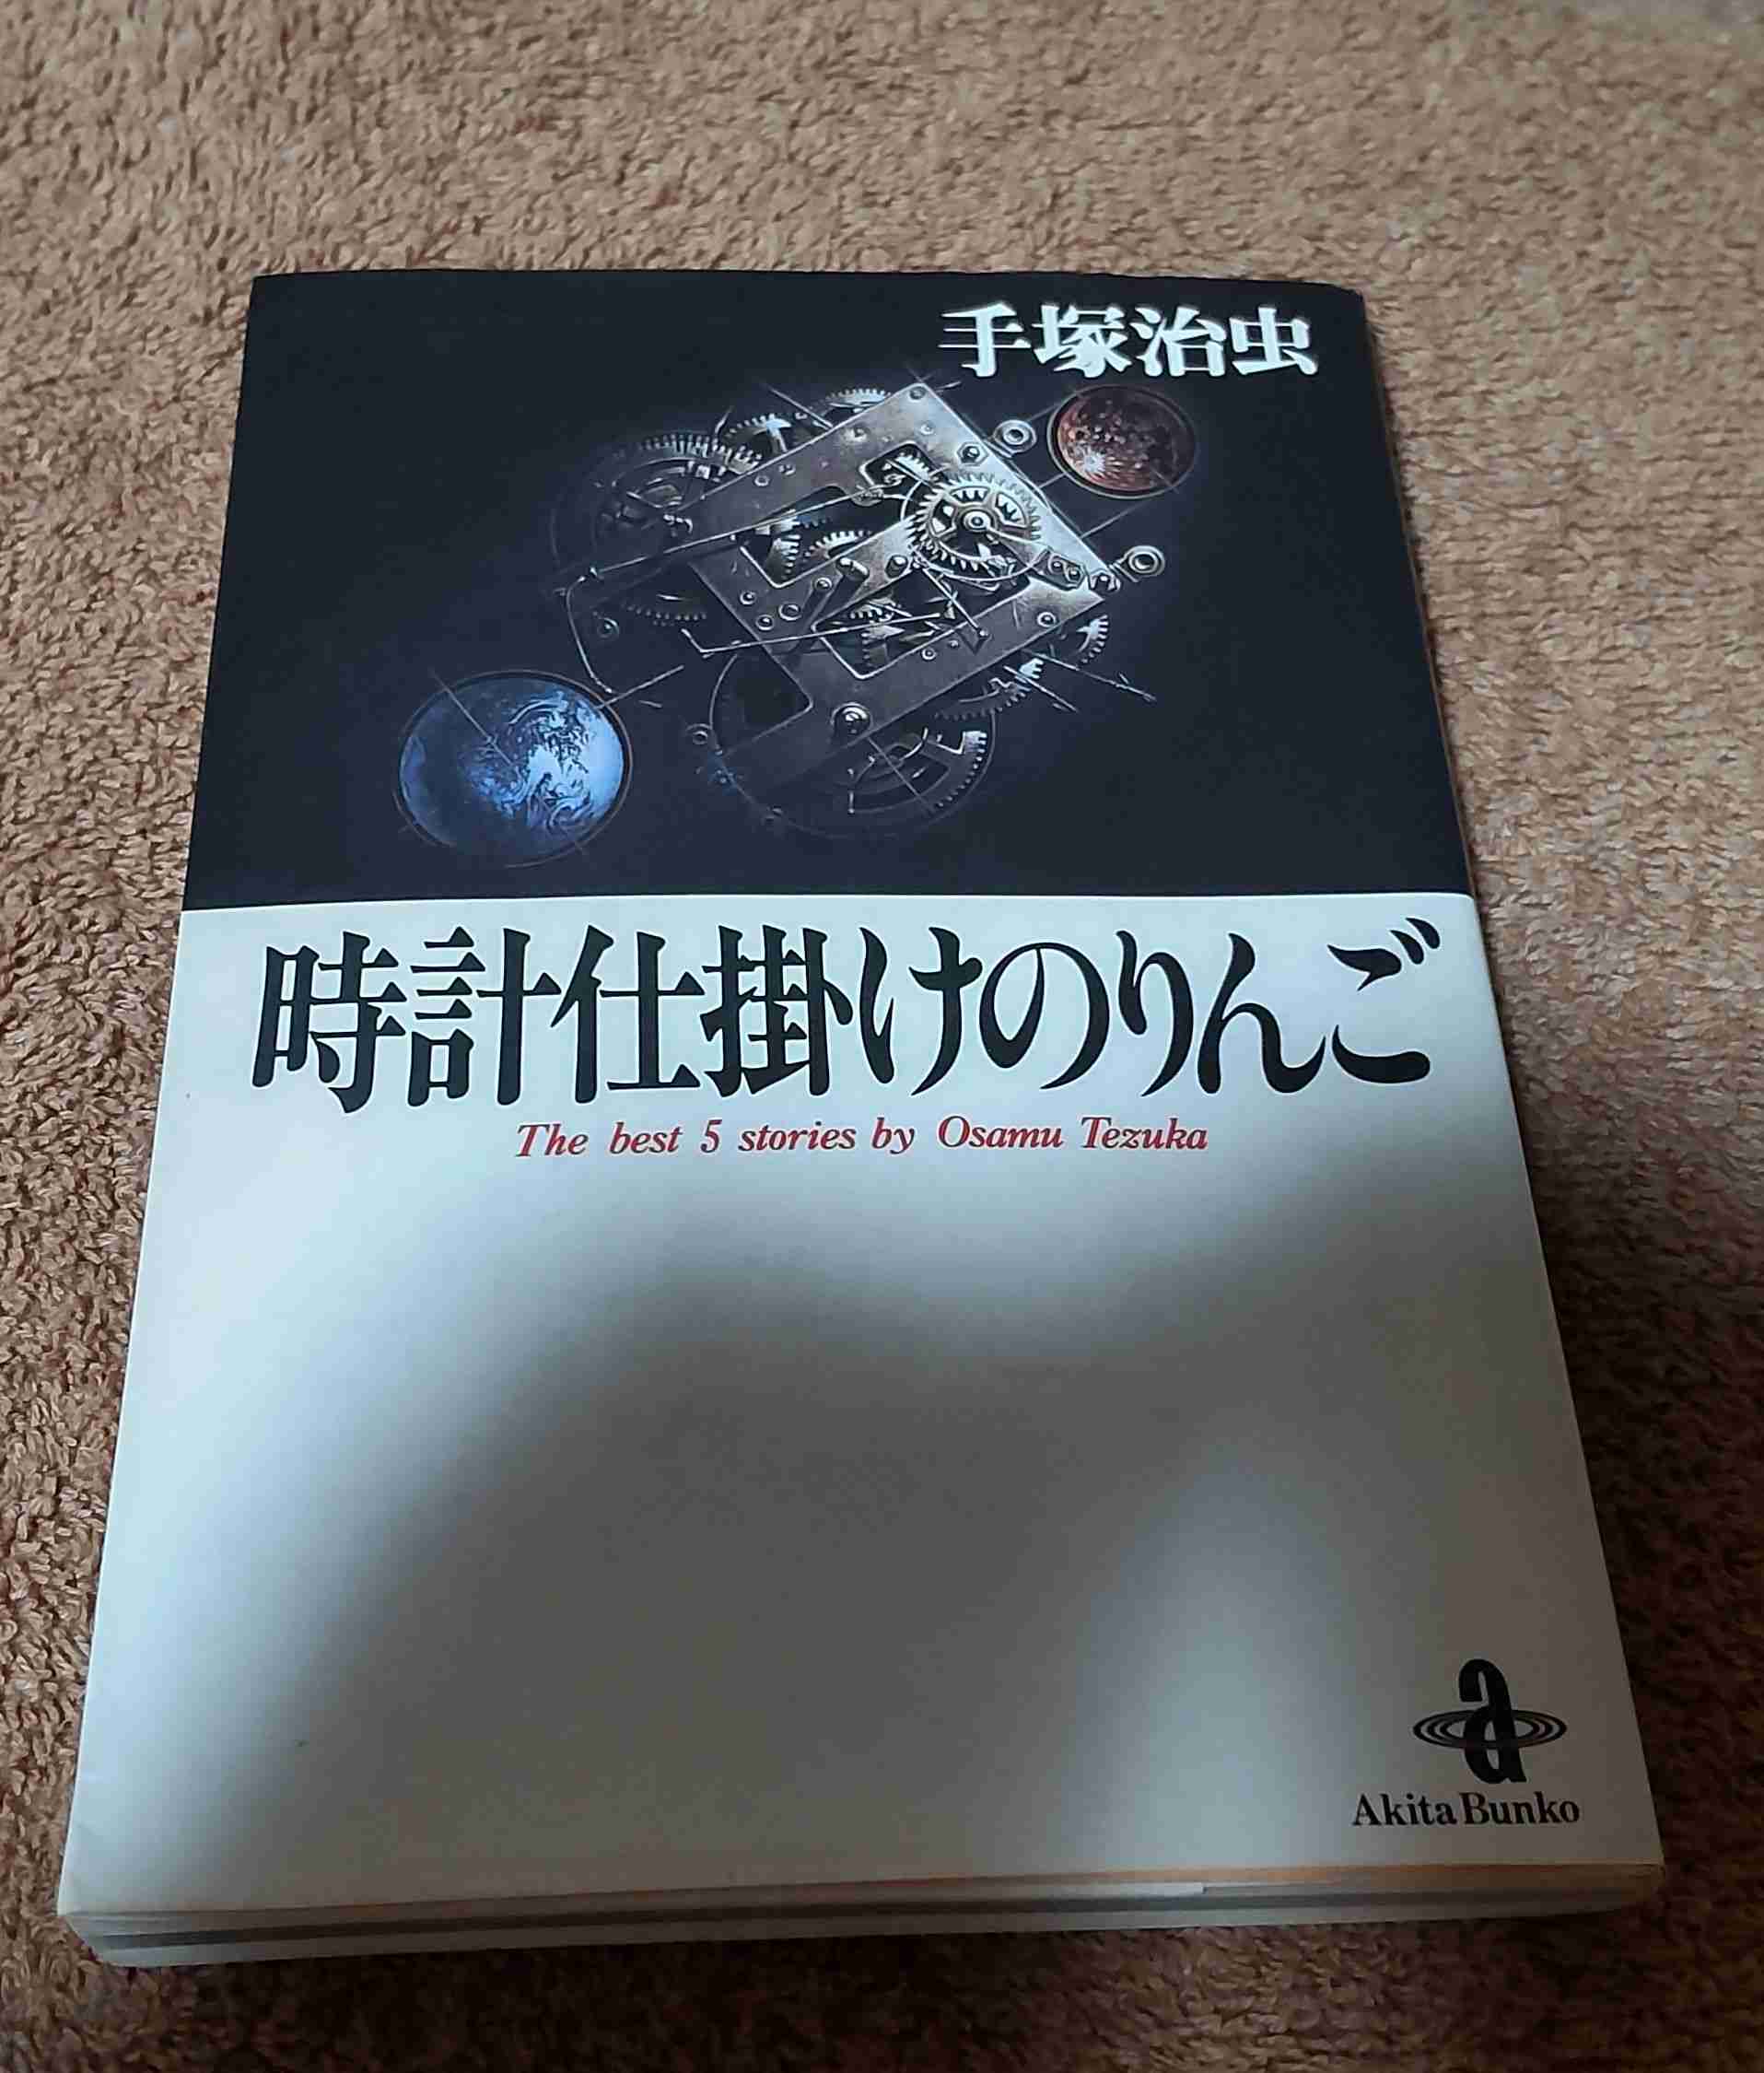 手塚治虫
時計仕掛けのりんご
The best 5 stories by Osamu Tezuka
a
Akita Bunko